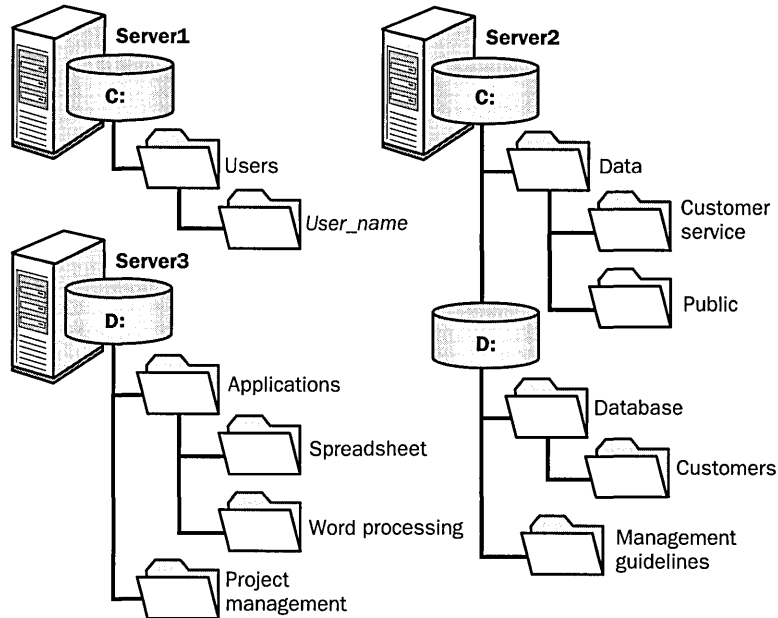 Server1
C:
Users
User_name
Server3
D:
Applications
Spreadsheet
Word processing
Project
management
Server2
C:
Data
Customer
service
Public
D:
Database
Customers
Management
guidelines